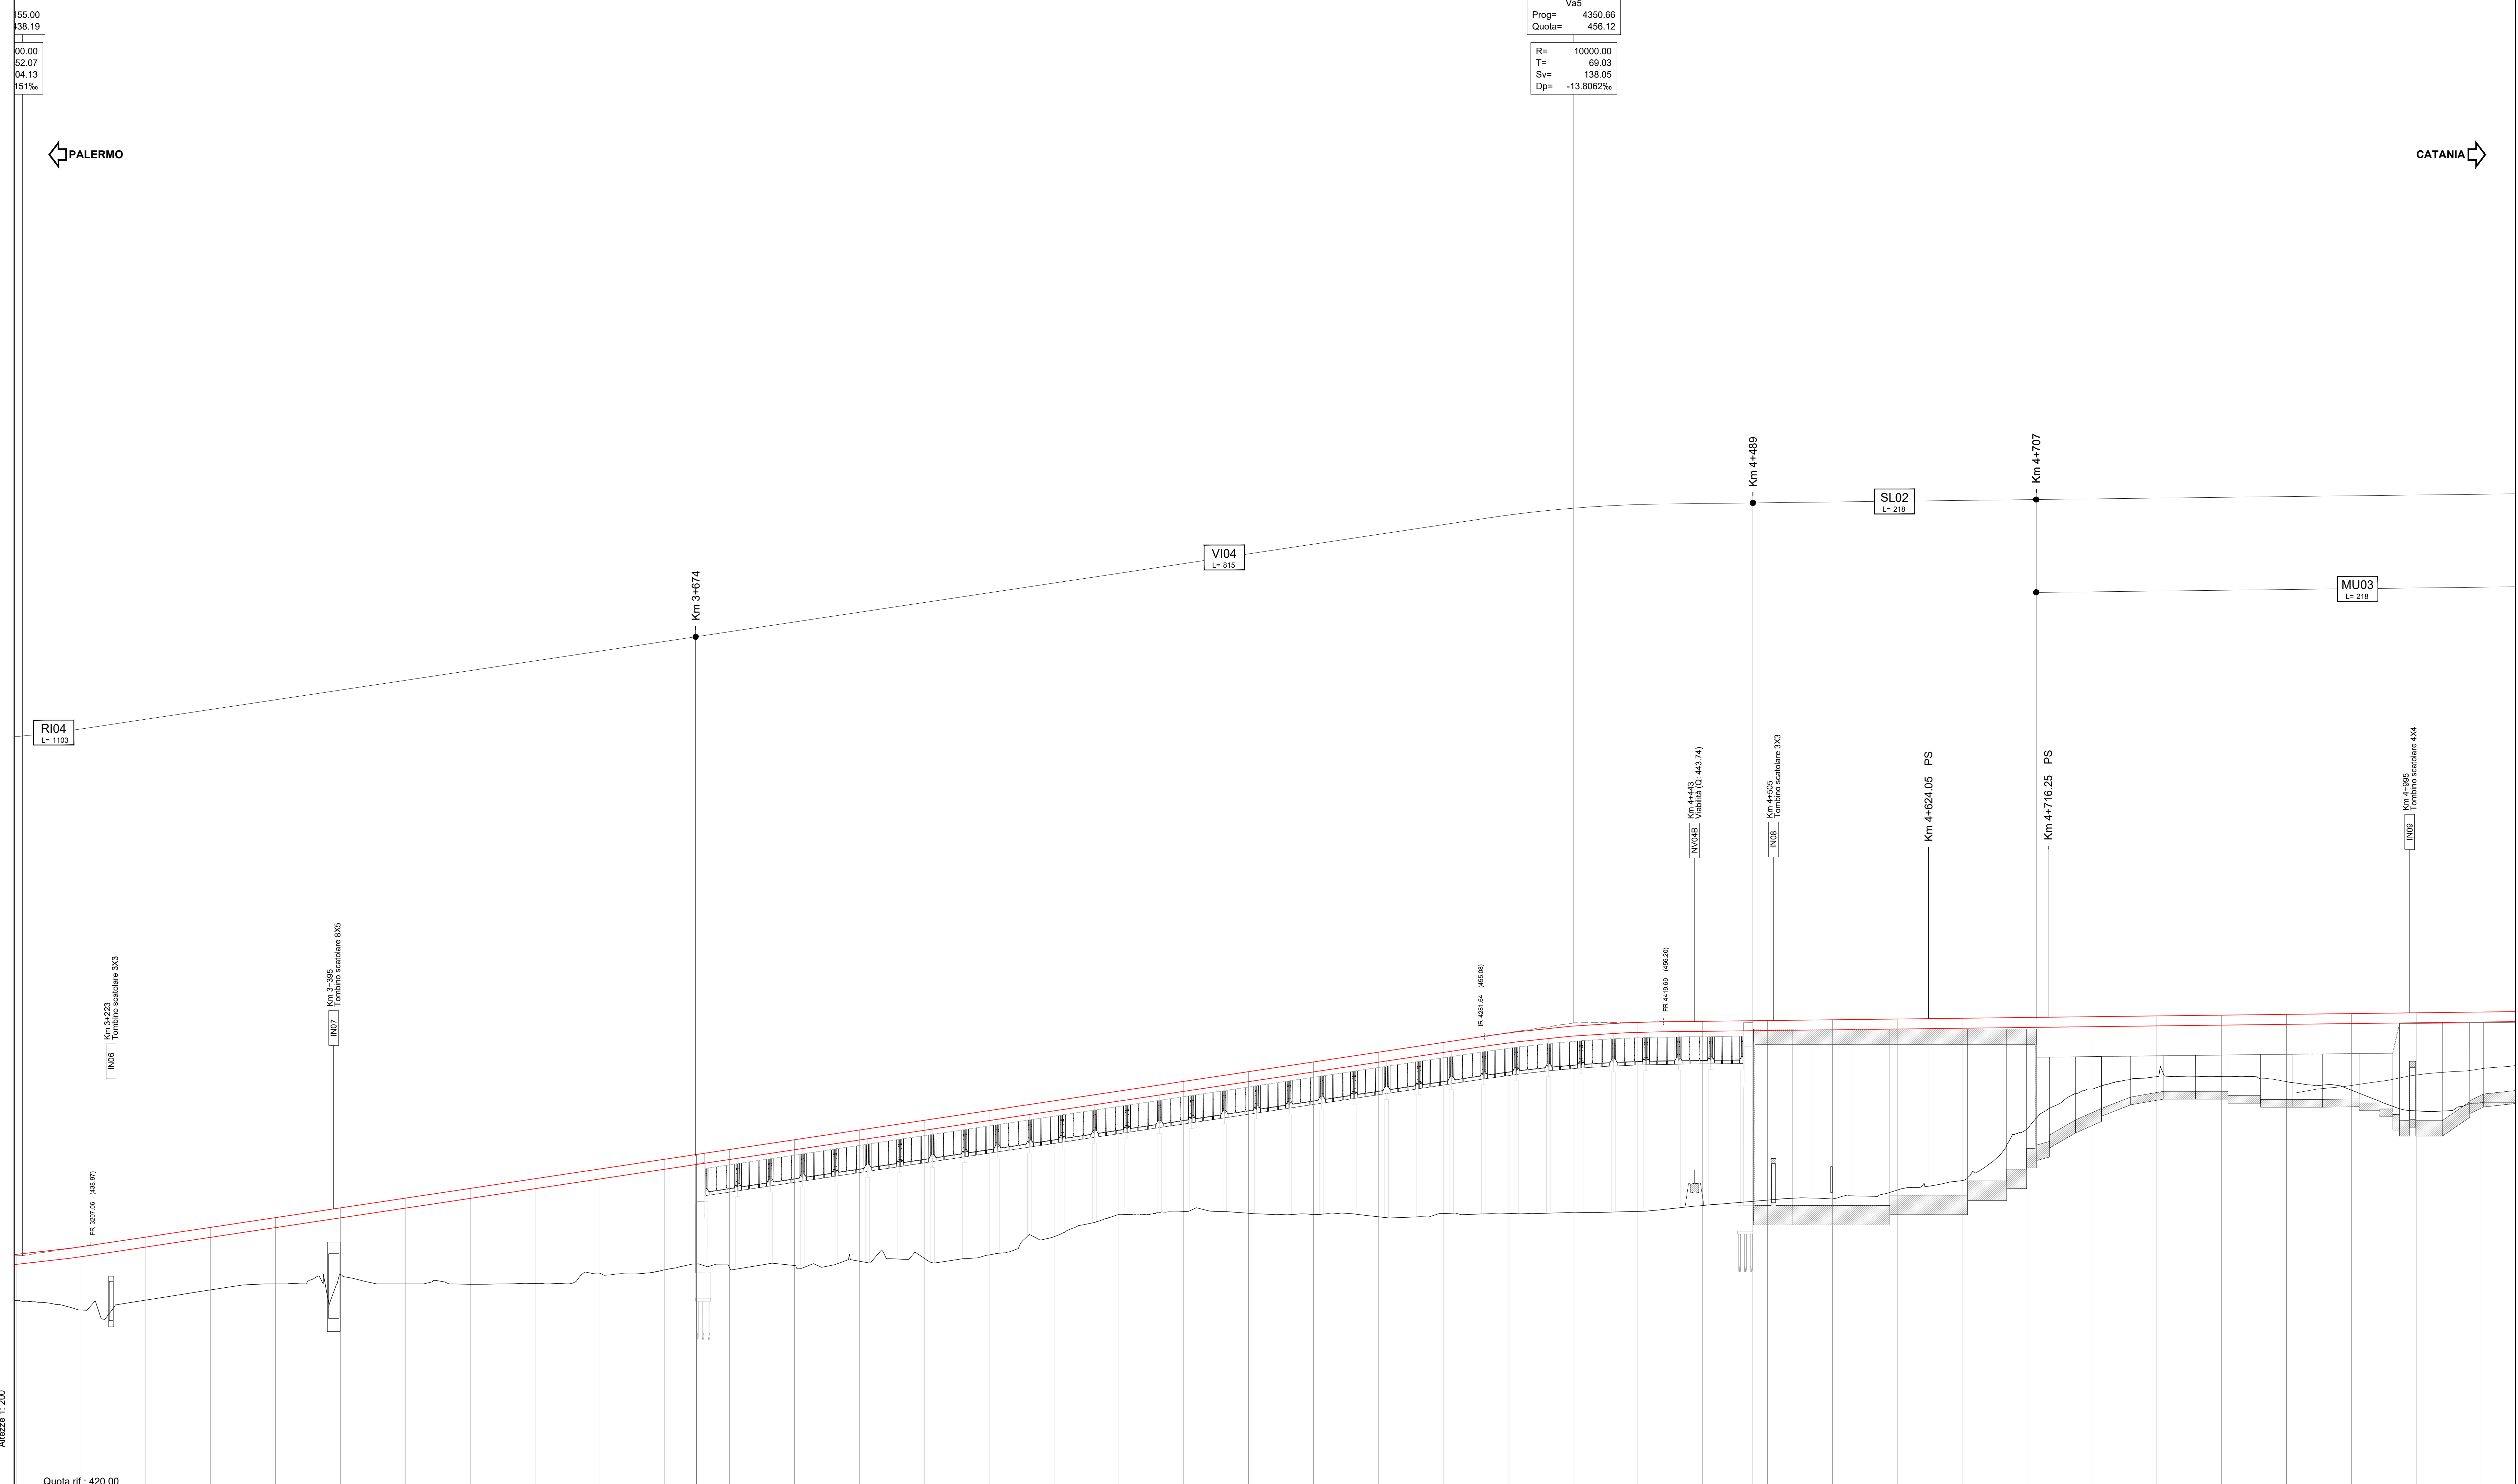 155.00
438.19
00.00
52.07
04.13
151‰
Va5
Prog= 4350.66
Quota= 456.12
R= 10000.00
T= 69.03
Sv= 138.05
Dp= -13.8062‰
PALERMO
CATANIA
Km 4+489
Km 4+707
SL02
L= 218
VI04
L= 815
Km 3+674
MU03
L= 218
RI04
L= 1103
Km 4+443
Viabilità (Q: 443.74)
NV04B
Km 4+505
Tombino scatolare 3X3
IN08
Km 4+624.05 PS
Km 4+716.25 PS
Km 4+995
Tombino scatolare 4X4
IN09
Km 3+223
Tombino scatolare 3X3
IN06
Km 3+395
Tombino scatolare 8X5
IN07
IR 4281.64 (455.08)
FR 4419.69 (456.20)
FR 3207.06 (438.97)
Altezze 1: 200
Quota rif.: 420.00